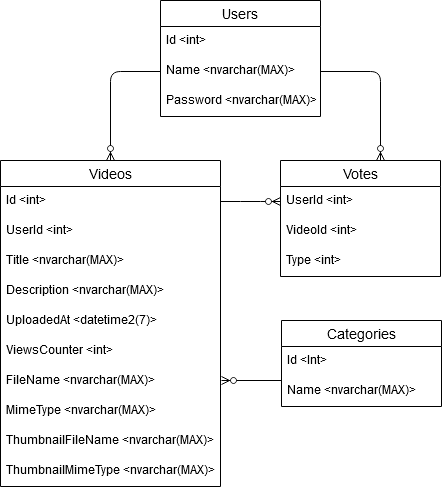 Users
Id <int>
Name <nvarchar(MAX)>
Password <nvarchar(MAX)>
Videos
Id <int>
UserId <int>
Title <nvarchar(MAX)>
Description <nvarchar(MAX)>
UploadedAt <datetime2(7)>
ViewsCounter <int>
FileName <nvarchar(MAX)>
MimeType <nvarchar(MAX)>
ThumbnailFileName <nvarchar(MAX)>
ThumbnailMimeType <nvarchar(MAX)>
Votes
UserId <int>
VideoId <int>
Type <int>
Categories
Id <Int>
Name <nvarchar(MAX)>